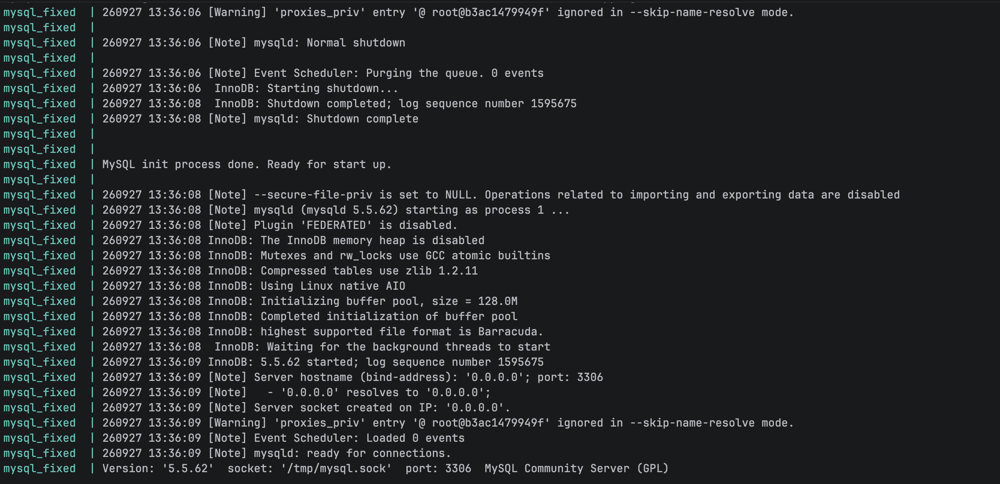 mysql_fixed  | 260927 13:36:06 [Warning] 'proxies_priv' entry '@ root@b3ac1479949f' ignored in --skip-name-resolve mode.
mysql_fixed  |
mysql_fixed  | 260927 13:36:06 [Note] mysqld: Normal shutdown
mysql_fixed  |
mysql_fixed  | 260927 13:36:06 [Note] Event Scheduler: Purging the queue. 0 events
mysql_fixed  | 260927 13:36:06  InnoDB: Starting shutdown...
mysql_fixed  | 260927 13:36:08  InnoDB: Shutdown completed; log sequence number 1595675
mysql_fixed  | 260927 13:36:08 [Note] mysqld: Shutdown complete
mysql_fixed  |
mysql_fixed  |
mysql_fixed  | MySQL init process done. Ready for start up.
mysql_fixed  |
mysql_fixed  | 260927 13:36:08 [Note] --secure-file-priv is set to NULL. Operations related to importing and exporting data are disabled
mysql_fixed  | 260927 13:36:08 [Note] mysqld (mysqld 5.5.62) starting as process 1 ...
mysql_fixed  | 260927 13:36:08 [Note] Plugin 'FEDERATED' is disabled.
mysql_fixed  | 260927 13:36:08 InnoDB: The InnoDB memory heap is disabled
mysql_fixed  | 260927 13:36:08 InnoDB: Mutexes and rw_locks use GCC atomic builtins
mysql_fixed  | 260927 13:36:08 InnoDB: Compressed tables use zlib 1.2.11
mysql_fixed  | 260927 13:36:08 InnoDB: Using Linux native AIO
mysql_fixed  | 260927 13:36:08 InnoDB: Initializing buffer pool, size = 128.0M
mysql_fixed  | 260927 13:36:08 InnoDB: Completed initialization of buffer pool
mysql_fixed  | 260927 13:36:08 InnoDB: highest supported file format is Barracuda.
mysql_fixed  | 260927 13:36:08  InnoDB: Waiting for the background threads to start
mysql_fixed  | 260927 13:36:09 InnoDB: 5.5.62 started; log sequence number 1595675
mysql_fixed  | 260927 13:36:09 [Note] Server hostname (bind-address): '0.0.0.0'; port: 3306
mysql_fixed  | 260927 13:36:09 [Note]   - '0.0.0.0' resolves to '0.0.0.0';
mysql_fixed  | 260927 13:36:09 [Note] Server socket created on IP: '0.0.0.0'.
mysql_fixed  | 260927 13:36:09 [Warning] 'proxies_priv' entry '@ root@b3ac1479949f' ignored in --skip-name-resolve mode.
mysql_fixed  | 260927 13:36:09 [Note] Event Scheduler: Loaded 0 events
mysql_fixed  | 260927 13:36:09 [Note] mysqld: ready for connections.
mysql_fixed  | Version: '5.5.62'  socket: '/tmp/mysql.sock'  port: 3306  MySQL Community Server (GPL)